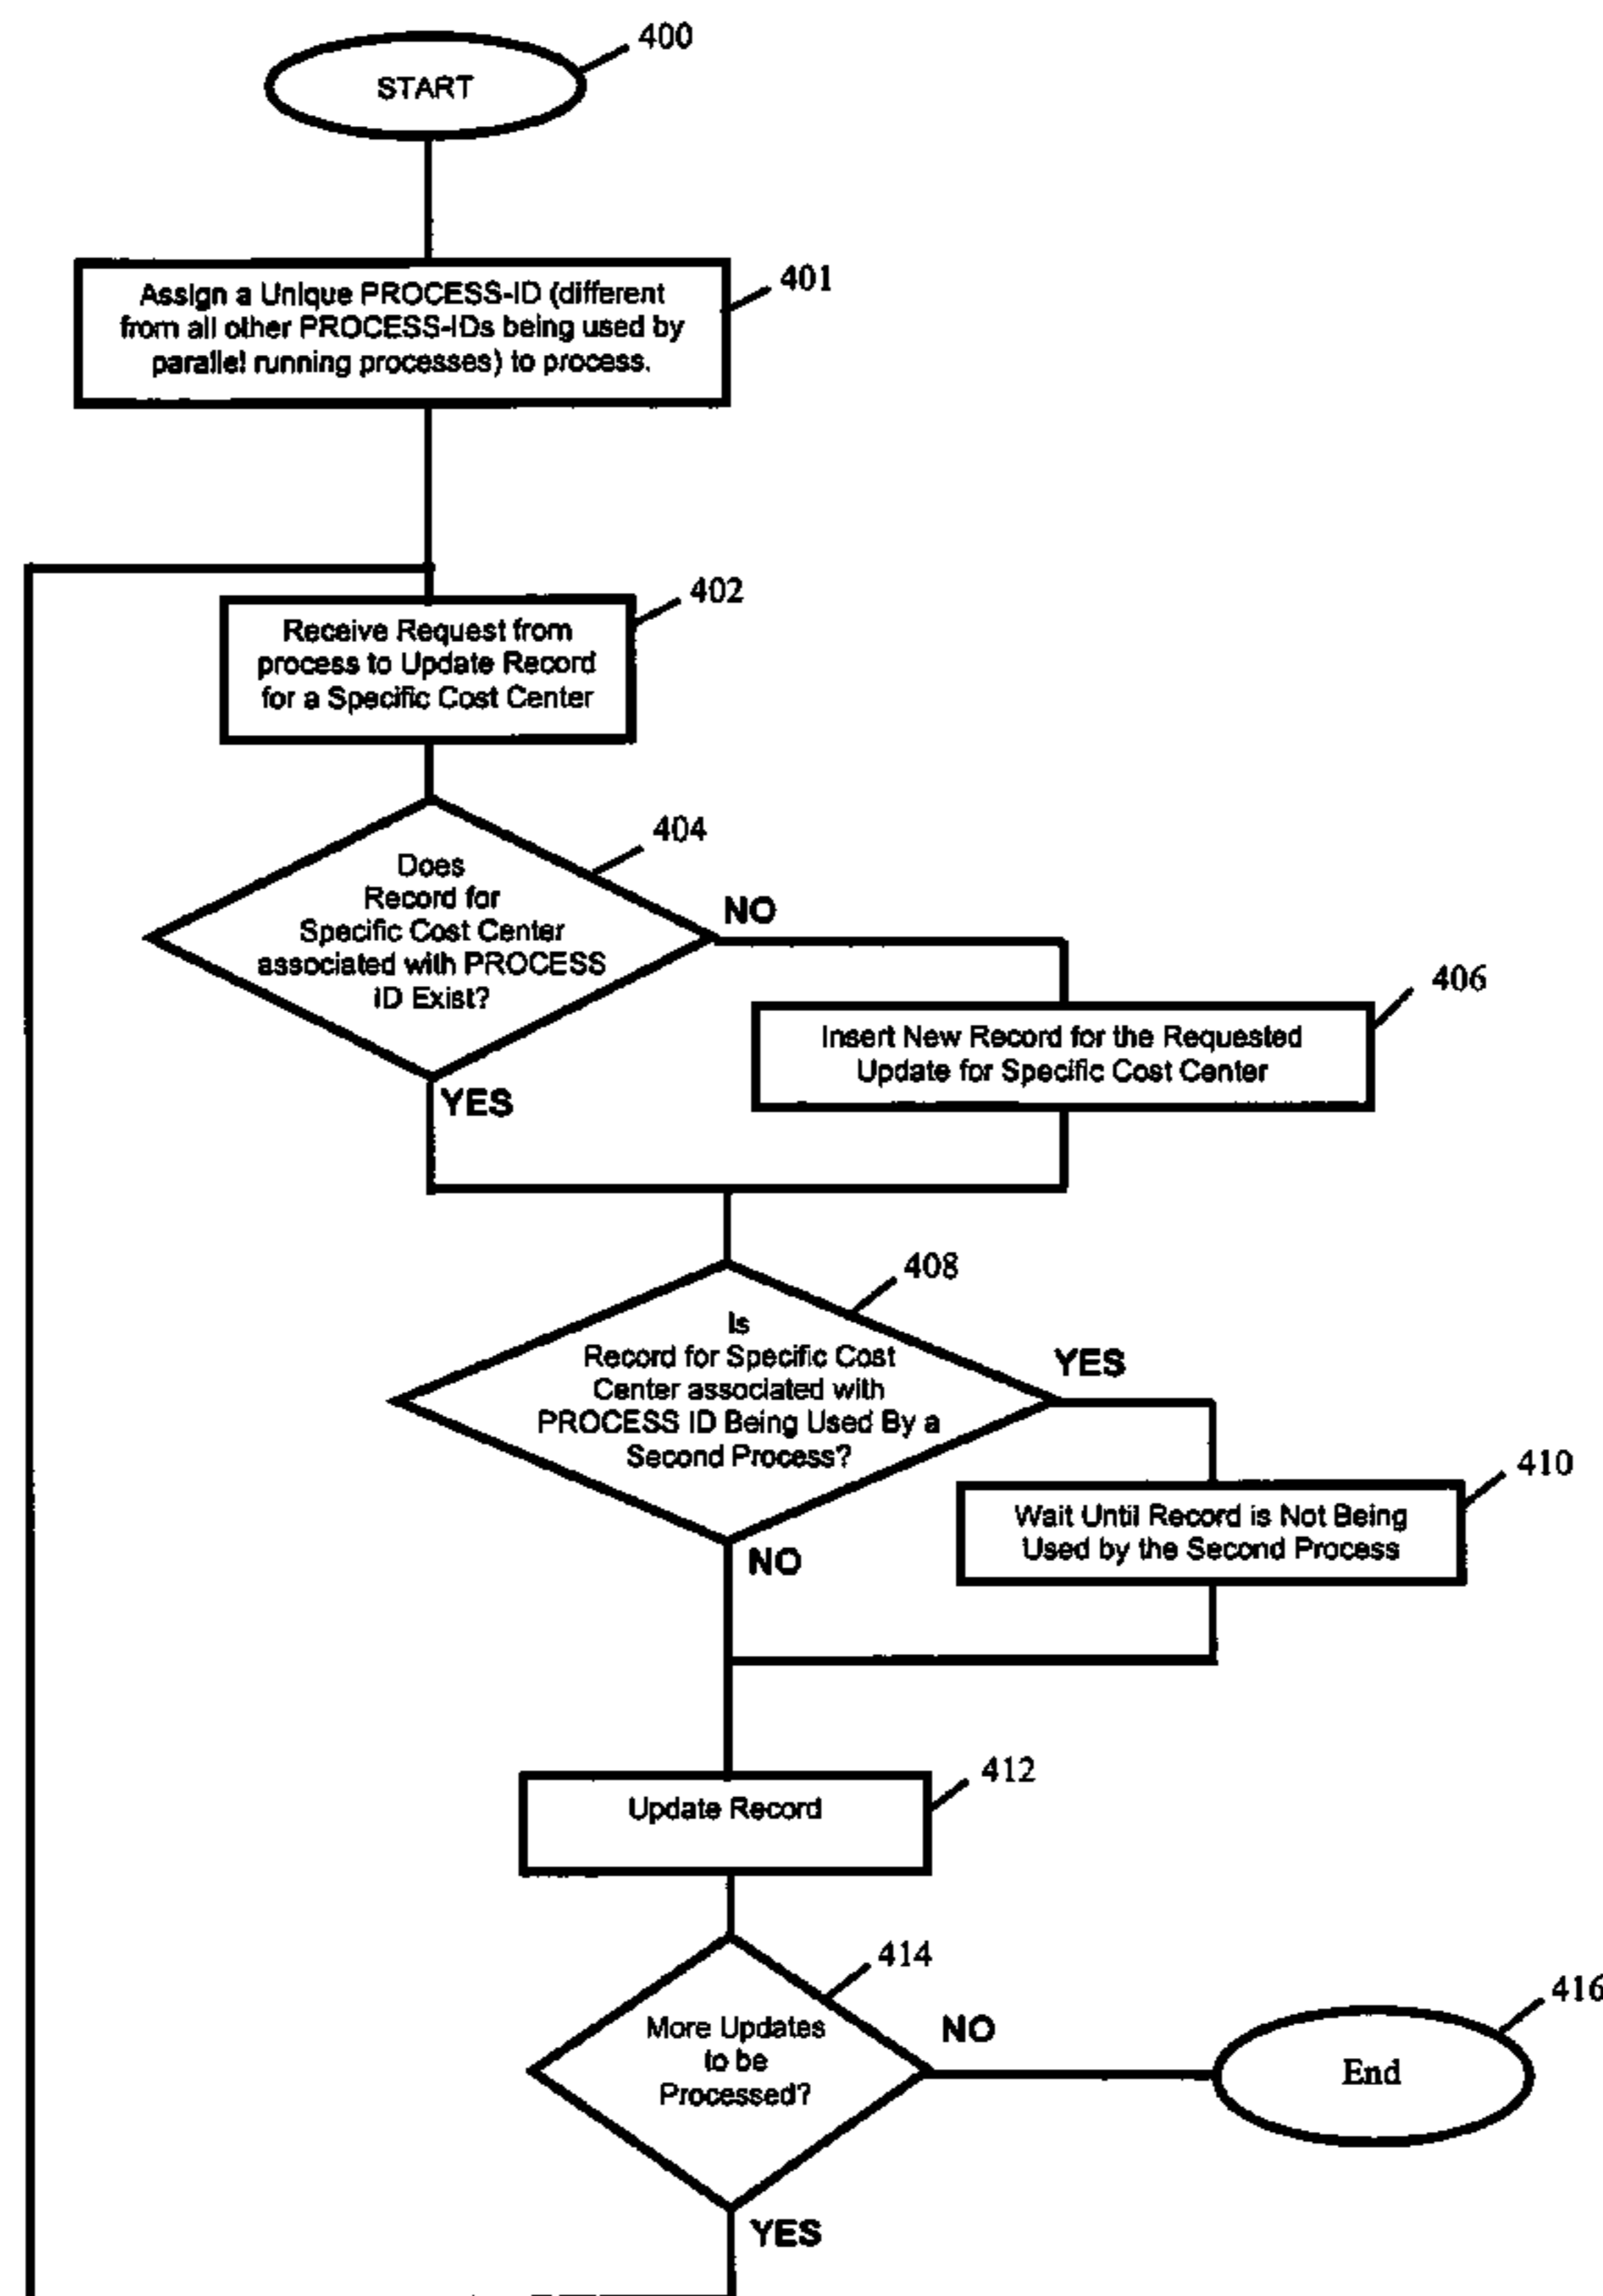 400
START
401
Assign a Unique PROCESS-ID (different
from all other PROCESS-IDs being used by
parallel running processes) to process.
402
Receive Request from
process to Update Record
for a Specific Cost Center
404
Does
Record for
Specific Cost Center
associated with PROCESS
ID Exist?
NO
YES
406
Insert New Record for the Requested
Update for Specific Cost Center
408
Is
Record for Specific Cost
Center associated with
PROCESS ID Being Used By a
Second Process?
YES
NO
410
Wait Until Record is Not Being
Used by the Second Process
412
Update Record
414
More Updates
to be
Processed?
NO
YES
416
End